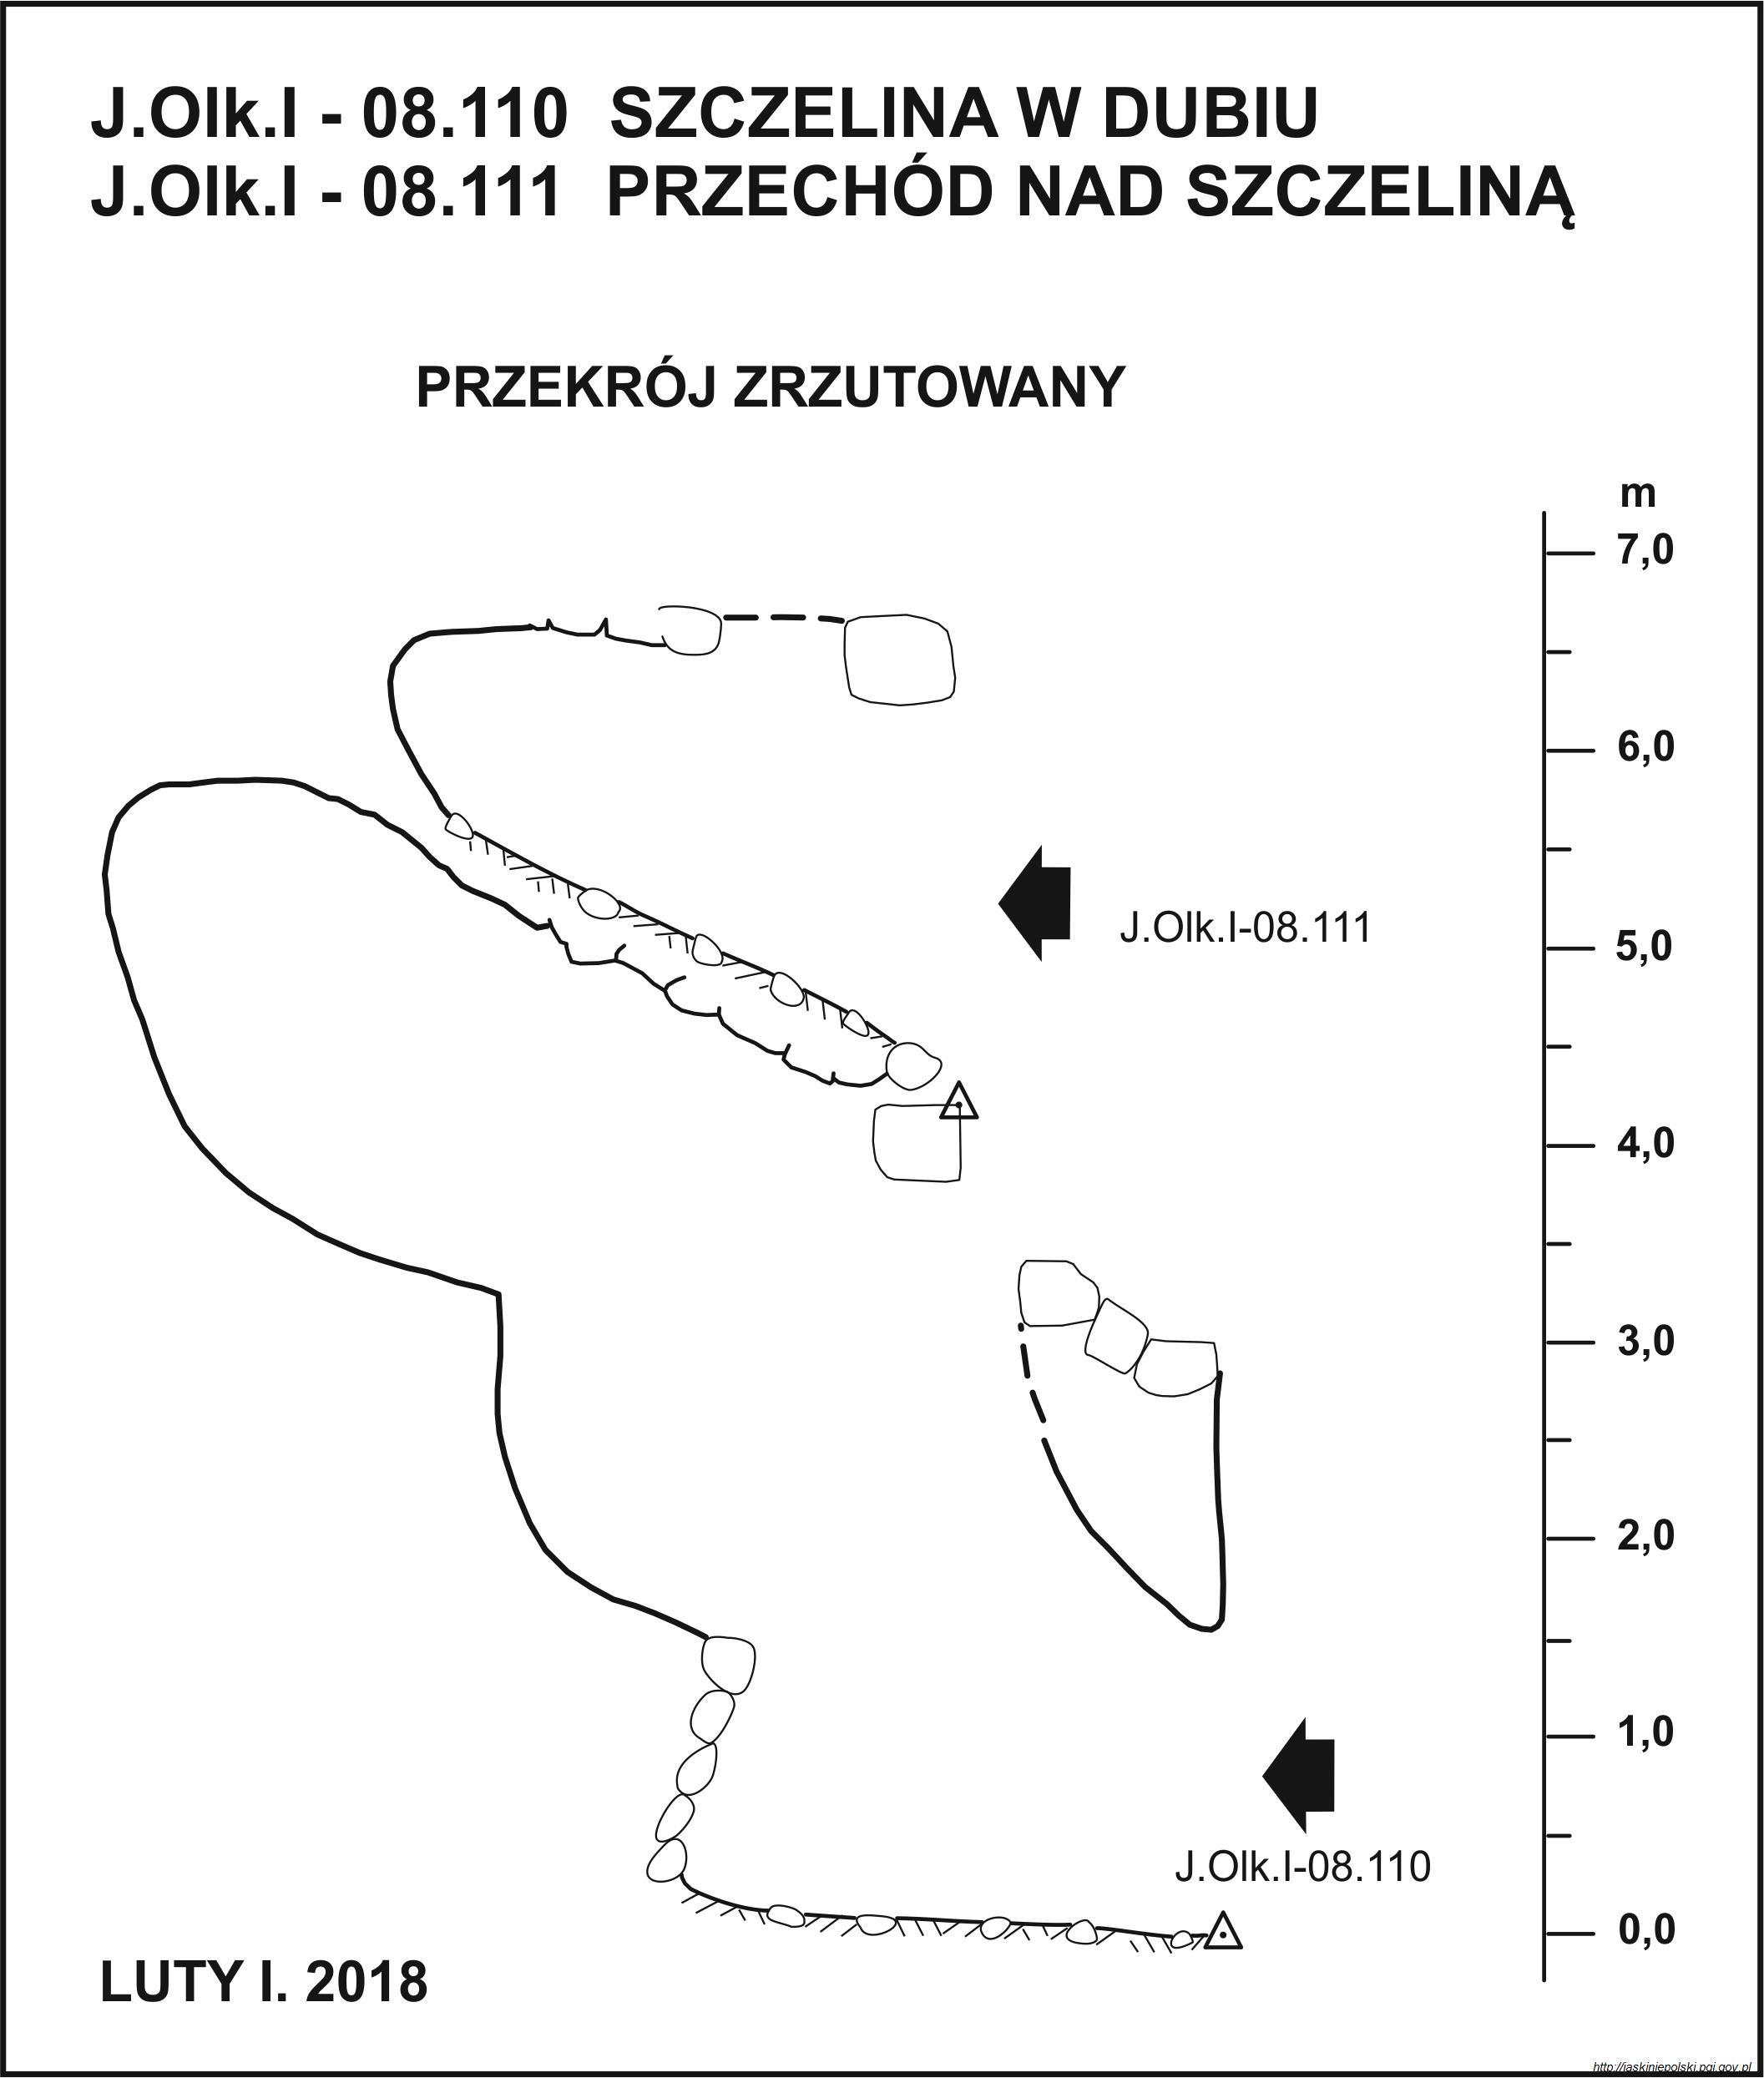 J.Olk.I - 08.110 SZCZELINA W DUBIU
J.Olk.I - 08.111 PRZECHÓD NAD SZCZELINĄ
PRZEKRÓJ ZRZUTOWANY
m
7,0
6,0
J.Olk.I-08.111
5,0
4,0
3,0
2,0
1,0
J.Olk.I-08.110
0,0
LUTY I. 2018
http://jaskiniepolski.pgi.gov.pl